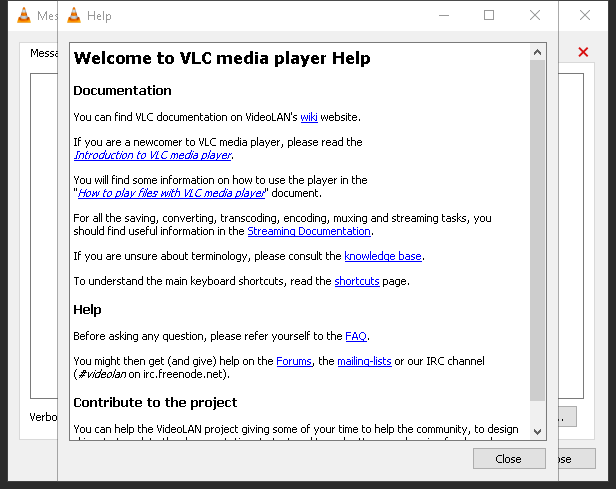 Mes
Help
Messa
Welcome to VLC media player Help
Documentation
You can find VLC documentation on VideoLAN's wiki website.
If you are a newcomer to VLC media player, please read the
Introduction to VLC media player.
You will find some information on how to use the player in the
"How to play files with VLC media player" document.
For all the saving, converting, transcoding, encoding, muxing and streaming tasks, you
should find useful information in the Streaming Documentation.
If you are unsure about terminology, please consult the knowledge base.
To understand the main keyboard shortcuts, read the shortcuts page.
Help
Before asking any question, please refer yourself to the FAQ.
You might then get (and give) help on the Forums, the mailing-lists or our IRC channel
(#videolan on irc.freenode.net).
Contribute to the project
Verbo
You can help the VideoLAN project giving some of your time to help the community, to design
Close
ose